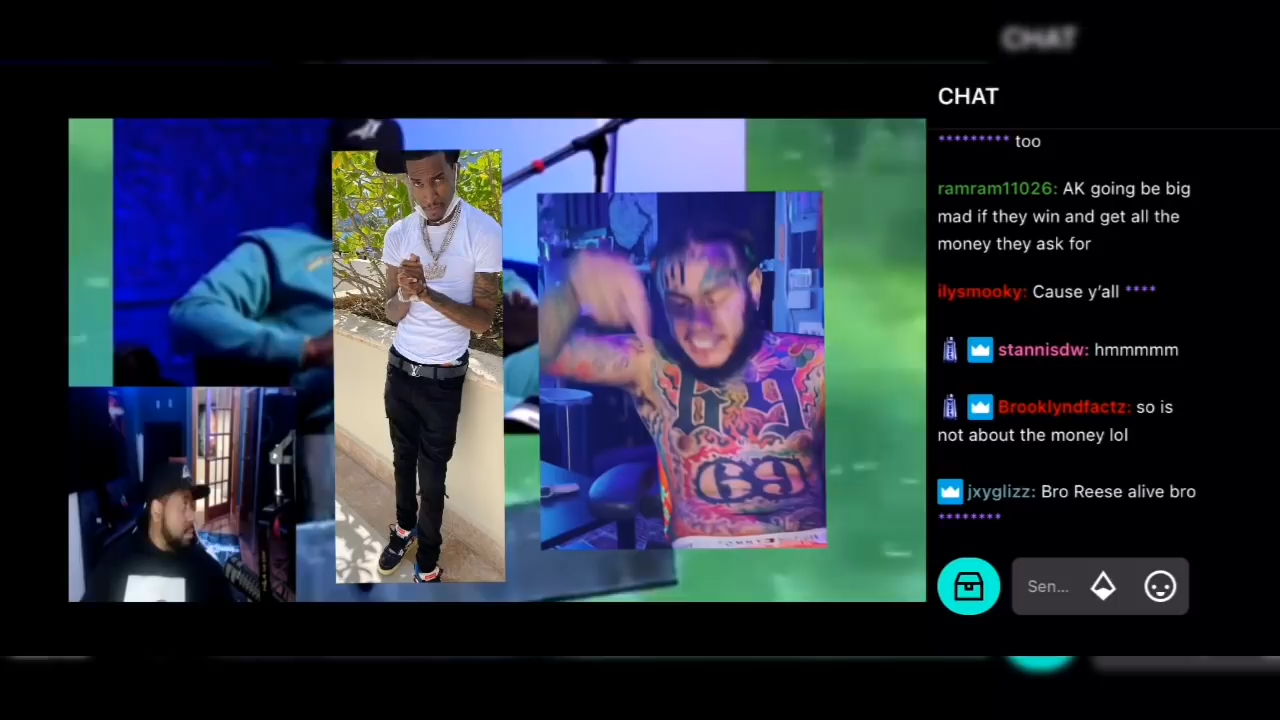 CHAT
CHAT
********* too
ramram11026: AK going be big
mad if they win and get all the
money they ask for
ilysmooky: Cause y'all ****
stannisdw: hmmmmm
Brooklyndfactz: so is
not about the money lol
jxyglizz: Bro Reese alive bro
********
Sen...
69
69